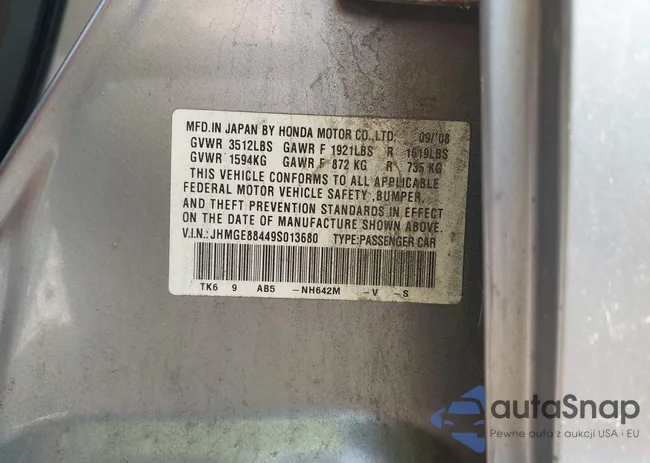 MFD.IN JAPAN BY HONDA MOTOR CO.,LTD: 09/'08
GVWR 3512LBS GAWR F 1921LBS R 1619LBS
GVWR 1594KG GAWR F 872 KG R 735 KG
THIS VEHICLE CONFORMS TO ALL APPLICABLE
FEDERAL MOTOR VEHICLE SAFETY ,BUMPER,
AND THEFT PREVENTION STANDARDS IN EFFECT
ON THE DATE OF MANUFACTURE SHOWN ABOVE.
V.I.N.: JHMGE88449S013680 TYPE:PASSENGER CAR
TK6 9 AB5 -NH642M -V -S
autoSnap
Pewne auta z aukcji USA i EU